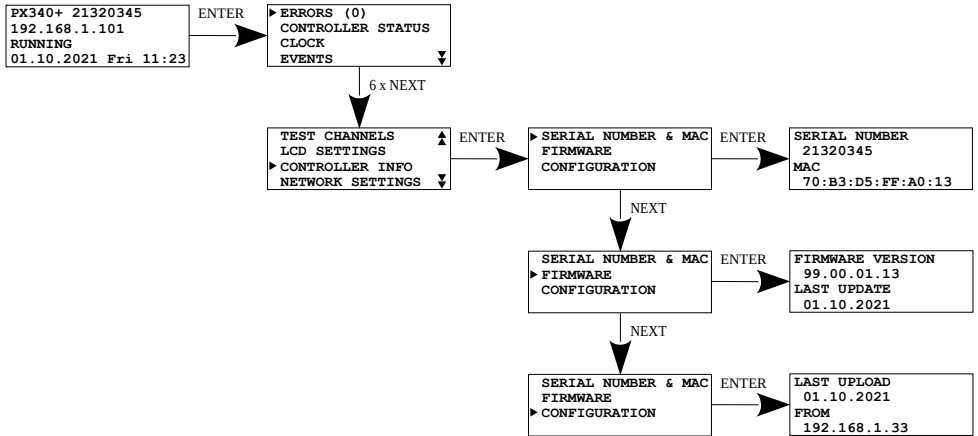 PX340+ 21320345
192.168.1.101
RUNNING
01.10.2021 Fri 11:23
ENTER
ERRORS (0)
CONTROLLER STATUS
CLOCK
EVENTS
6 x NEXT
TEST CHANNELS
LCD SETTINGS
CONTROLLER INFO
NETWORK SETTINGS
ENTER
SERIAL NUMBER & MAC
FIRMWARE
CONFIGURATION
ENTER
SERIAL NUMBER
21320345
MAC
70:B3:D5:FF:A0:13
NEXT
SERIAL NUMBER & MAC
FIRMWARE
CONFIGURATION
ENTER
FIRMWARE VERSION
99.00.01.13
LAST UPDATE
01.10.2021
NEXT
SERIAL NUMBER & MAC
FIRMWARE
CONFIGURATION
ENTER
LAST UPLOAD
01.10.2021
FROM
192.168.1.33